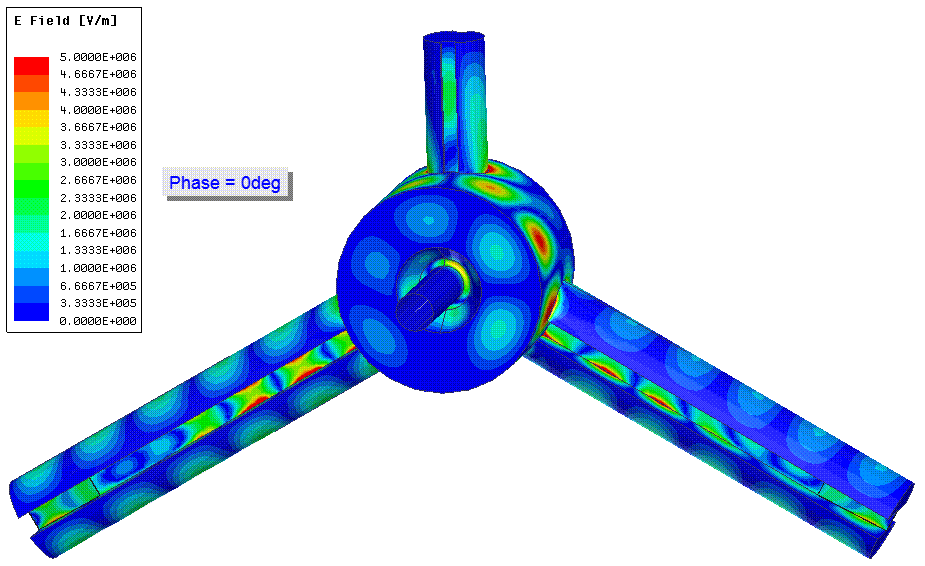 E Field [V/m]
5.0000E+006
4.6667E+006
4.3333E+006
4.0000E+006
3.6667E+006
3.3333E+006
3.0000E+006
2.6667E+006
2.3333E+006
2.0000E+006
1.6667E+006
1.3333E+006
1.0000E+006
6.6667E+005
3.3333E+005
0.0000E+000
Phase = 0deg